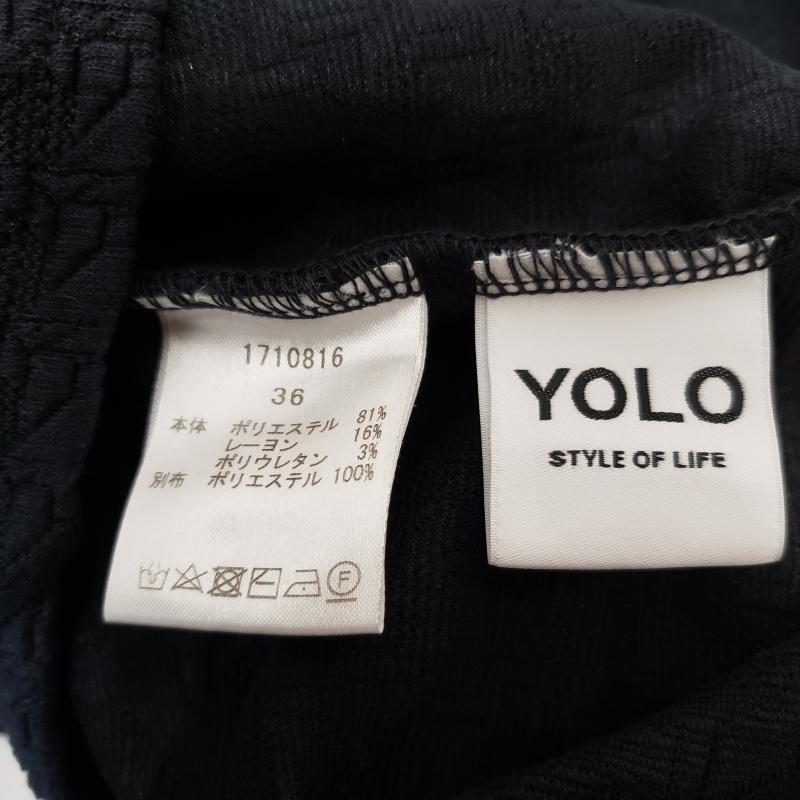 1710816
36
本体 ポリエステル 81%
レーヨン 16%
ポリウレタン 3%
別布 ポリエステル 100%
F
YOLO
STYLE OF LIFE